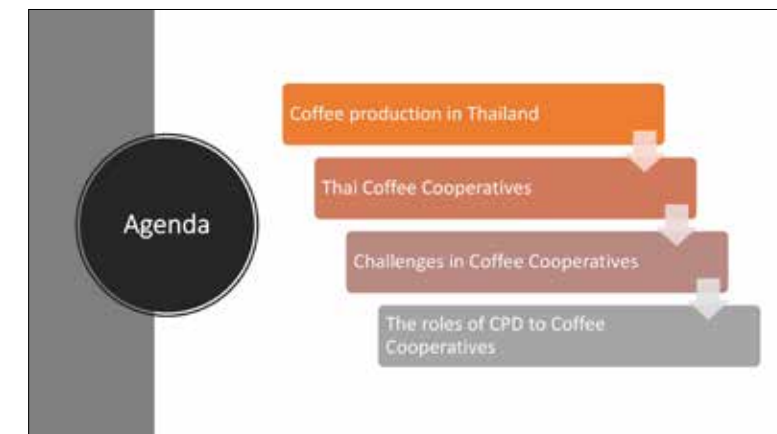 Agenda
Coffee production in Thailand
Thai Coffee Cooperatives
Challenges in Coffee Cooperatives
The roles of CPD to Coffee
Cooperatives